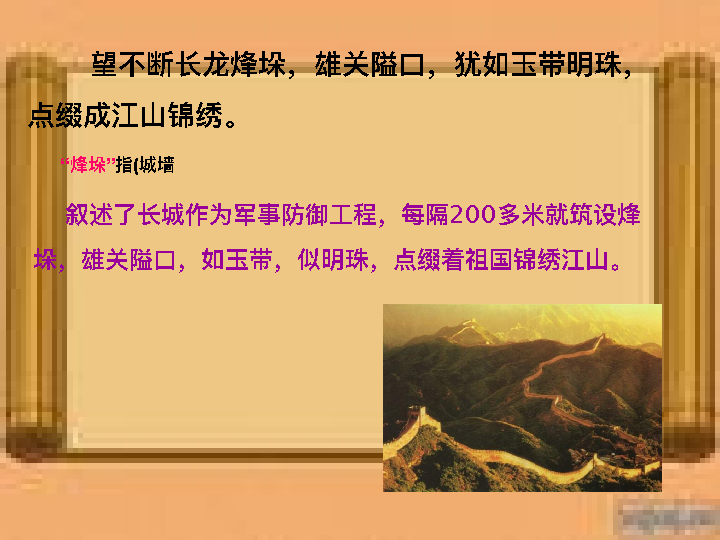 望不断长龙烽垛，雄关隘口，犹如玉带明珠，
点缀成江山锦绣。
“烽垛”指(城墙
叙述了长城作为军事防御工程，每隔200多米就筑设烽
垛，雄关隘口，如玉带，似明珠，点缀着祖国锦绣江山。